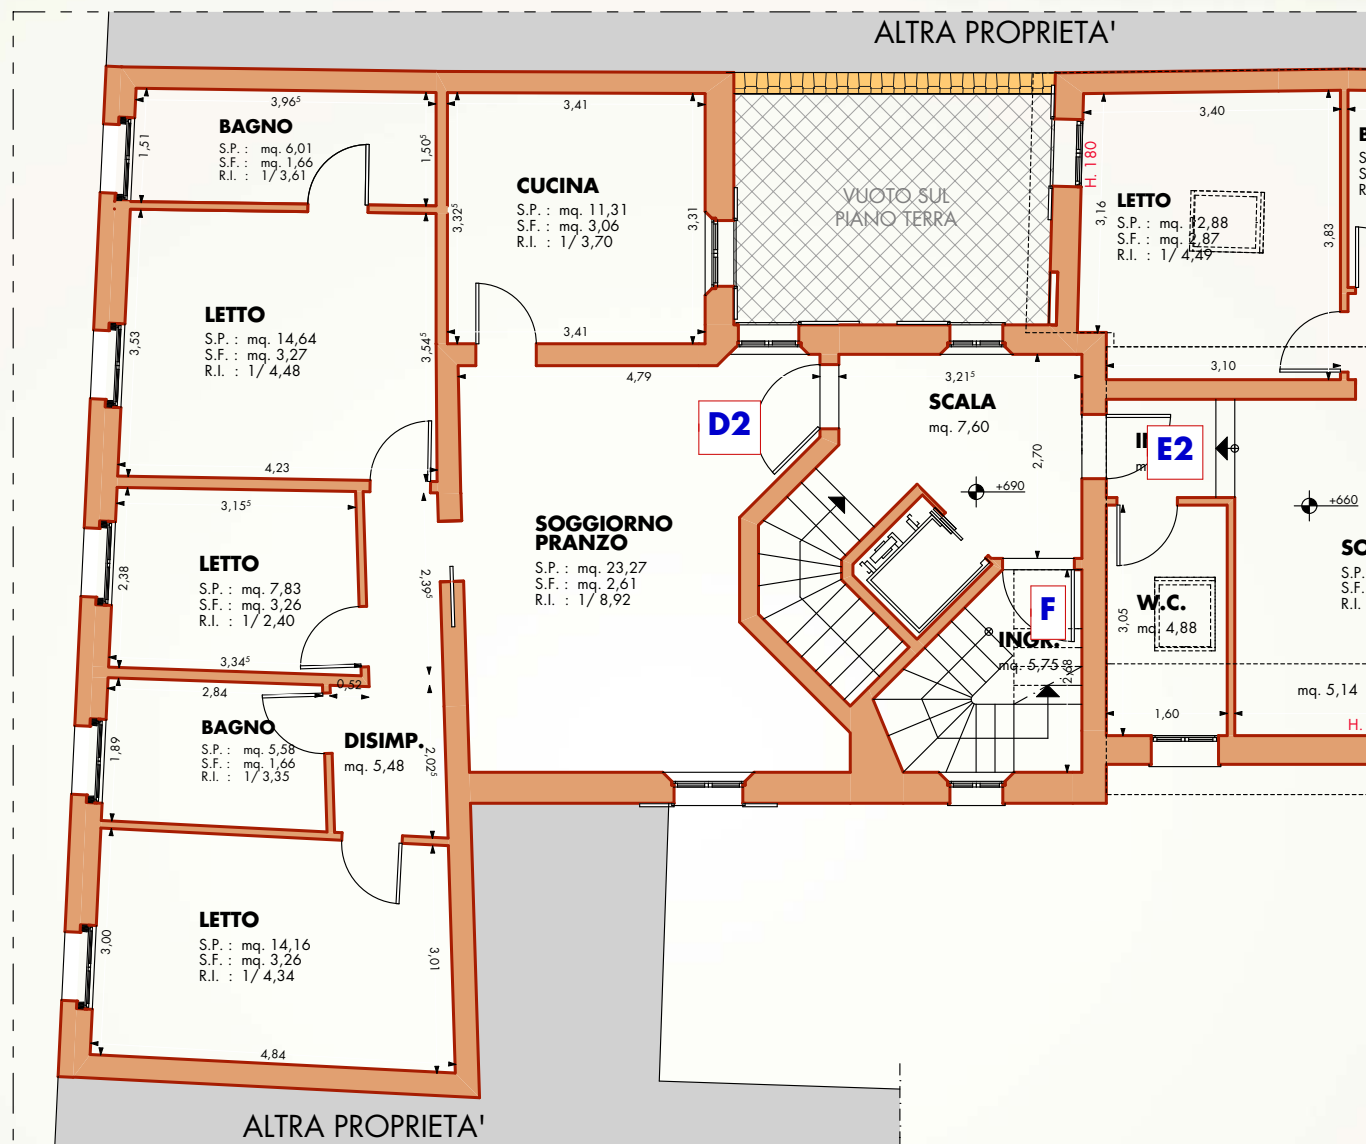 ALTRA PROPRIETA'
3,96⁵
BAGNO
S.P. : mq. 6,01
S.F. : mq. 1,66
R.I. : 1/ 3,61
1,51
1,50⁵
3,41
CUCINA
S.P. : mq. 11,31
S.F. : mq. 3,06
R.I. : 1/ 3,70
3,32⁵
3,31
3,41
VUOTO SUL
PIANO TERRA
H. 180
3,40
LETTO
S.P. : mq. 12,88
S.F. : mq. 2,87
R.I. : 1/ 4,49
3,16
3,83
3,10
LETTO
S.P. : mq. 14,64
S.F. : mq. 3,27
R.I. : 1/ 4,48
3,53
3,54⁵
4,23
4,79
D2
3,21⁵
SCALA
mq. 7,60
2,70
+690
E2
+660
3,15⁵
LETTO
S.P. : mq. 7,83
S.F. : mq. 3,26
R.I. : 1/ 2,40
2,38
2,39⁵
3,34⁵
SOGGIORNO
PRANZO
S.P. : mq. 23,27
S.F. : mq. 2,61
R.I. : 1/ 8,92
F
INGR.
mq. 5,75
2,68
W.C.
mq. 4,88
3,05
1,60
S.P.
S.F.
R.I.
mq. 5,14
H.
2,84
0,52
BAGNO
S.P. : mq. 5,58
S.F. : mq. 1,66
R.I. : 1/ 3,35
1,89
DISIMP.
mq. 5,48
2,02⁵
LETTO
S.P. : mq. 14,16
S.F. : mq. 3,26
R.I. : 1/ 4,34
3,00
3,01
4,84
ALTRA PROPRIETA'